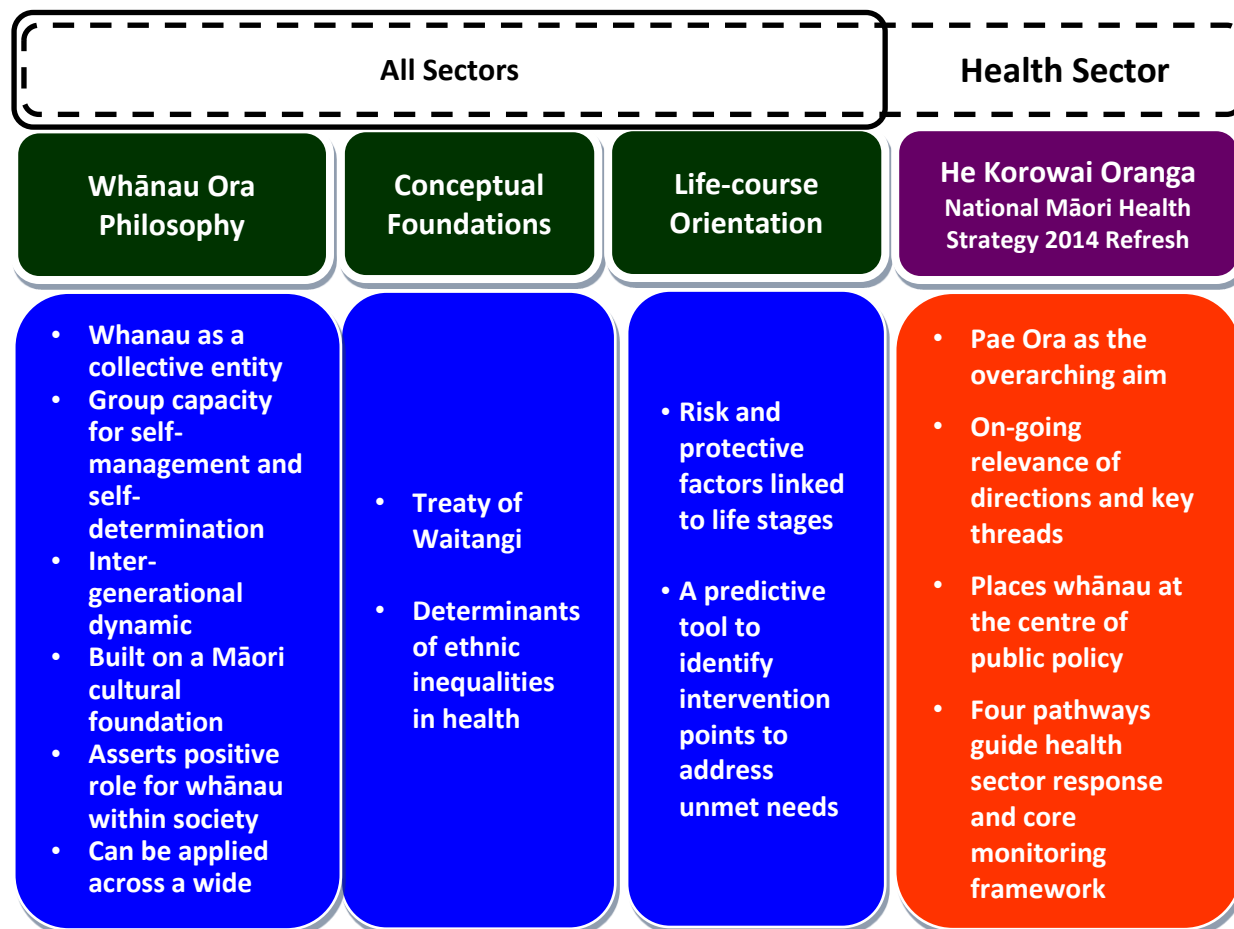 All Sectors
Health Sector
Whānau Ora
Philosophy
Conceptual
Foundations
Life-course
Orientation
He Korowai Oranga
National Māori Health
Strategy 2014 Refresh
• Whanau as a
collective entity
• Group capacity
for self-
management and
self-
determination
• Inter-
generational
dynamic
• Built on a Māori
cultural
foundation
• Asserts positive
role for whānau
within society
• Can be applied
across a wide
• Treaty of
Waitangi
• Determinants
of ethnic
inequalities
in health
• Risk and
protective
factors linked
to life stages
• A predictive
tool to
identify
intervention
points to
address
unmet needs
• Pae Ora as the
overarching aim
• On-going
relevance of
directions and key
threads
• Places whānau at
the centre of
public policy
• Four pathways
guide health
sector response
and core
monitoring
framework